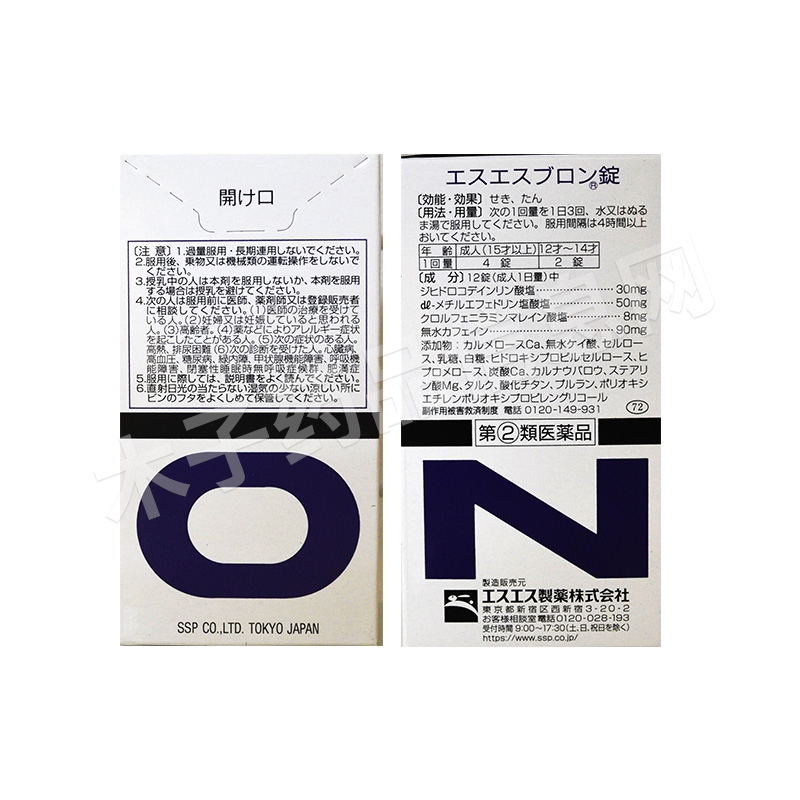 開け口
〔注 意〕1.過量服用・長期連用しないでください。
2.服用後、乗物又は機械類の運転操作をしないで
ください。
3.授乳中の人は本剤を服用しないか、本剤を服用
する場合は授乳を避けてください。
4.次の人は服用前に医師、薬剤師又は登録販売者
に相談してください。(1)医師の治療を受けてい
る人。(2)妊婦又は妊娠していると思われる
人。(3)高齢者。(4)薬などによりアレルギー症状
を起こしたことがある人。(5)次の症状のある人。
高熱、排尿困難 (6)次の診断を受けた人。心臓病、
高血圧、糖尿病、緑内障、甲状腺機能障害、呼吸機
能障害、閉塞性睡眠時無呼吸症候群、肥満症
5.服用に際しては、説明書をよく読んでください。
6.直射日光の当たらない湿気の少ない涼しい所に
ビンのフタをよくしめて保管してください。
O
SSP CO.,LTD. TOKYO JAPAN
エスエスブロン®錠
〔効能・効果〕せき、たん
〔用法・用量〕次の1回量を1日3回、水又はぬる
ま湯で服用してください。服用間隔は4時間以上
おいてください。
年 齢 成人(15才以上) 12才〜14才
1回量 4 錠 2 錠
〔成 分〕12錠(成人1日量)中
ジヒドロコデインリン酸塩……30mg
dℓ-メチルエフェドリン塩酸塩……50mg
クロルフェニラミンマレイン酸塩……8mg
無水カフェイン……90mg
添加物:カルメロースCa、無水ケイ酸、セルロー
ス、乳糖、白糖、ヒドロキシプロピルセルロース、ヒ
プロメロース、炭酸Ca、カルナウバロウ、ステアリ
ン酸Mg、タルク、酸化チタン、プルラン、ポリオキシ
エチレンポリオキシプロピレングリコール
副作用被害救済制度 電話 0120-149-931 72
第②類医薬品
N
製造販売元
エスエス製薬株式会社
東京都新宿区西新宿3-20-2
お客様相談室電話0120-028-193
受付時間 9:00〜17:30(土、日、祝日を除く)
https://www.ssp.co.jp/